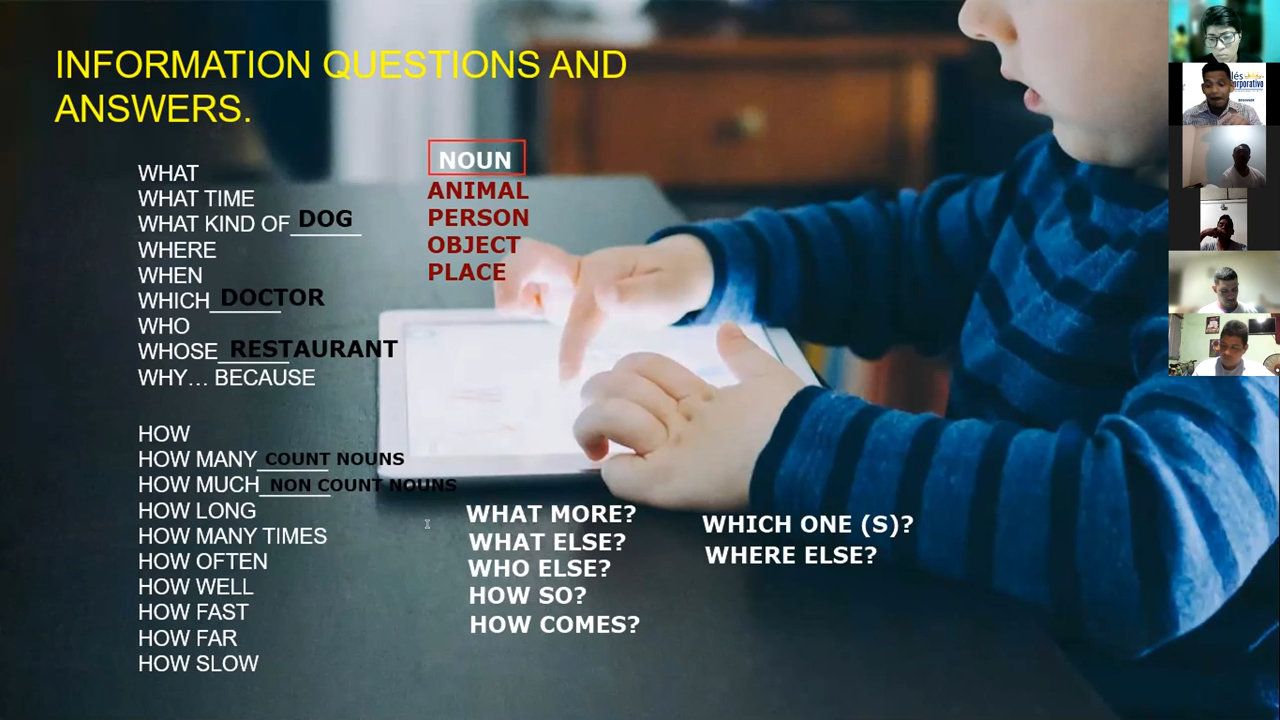 INFORMATION QUESTIONS AND
ANSWERS.
WHAT
WHAT TIME
WHAT KIND OF DOG
WHERE
WHEN
WHICH DOCTOR
WHO
WHOSE RESTAURANT
WHY... BECAUSE
NOUN
ANIMAL
PERSON
OBJECT
PLACE
HOW
HOW MANY COUNT NOUNS
HOW MUCH NON COUNT NOUNS
HOW LONG
HOW MANY TIMES
HOW OFTEN
HOW WELL
HOW FAST
HOW FAR
HOW SLOW
WHAT MORE?
WHAT ELSE?
WHO ELSE?
HOW SO?
HOW COMES?
WHICH ONE (S)?
WHERE ELSE?